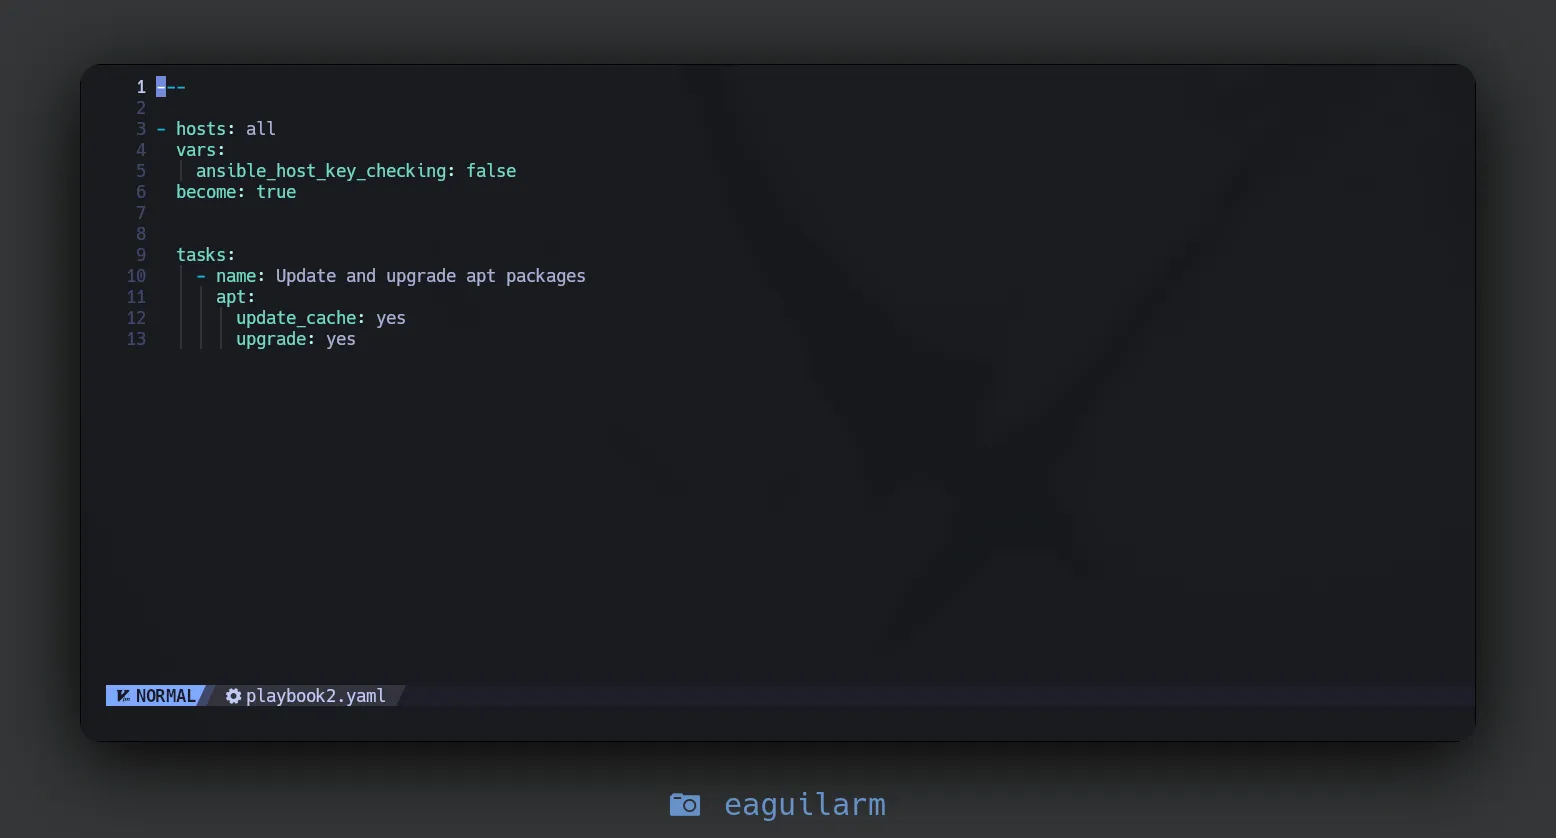 1 ---
2
3 - hosts: all
4   vars:
5     ansible_host_key_checking: false
6   become: true
7
8
9   tasks:
10     - name: Update and upgrade apt packages
11       apt:
12         update_cache: yes
13         upgrade: yes
NORMAL playbook2.yaml
eaguilarm